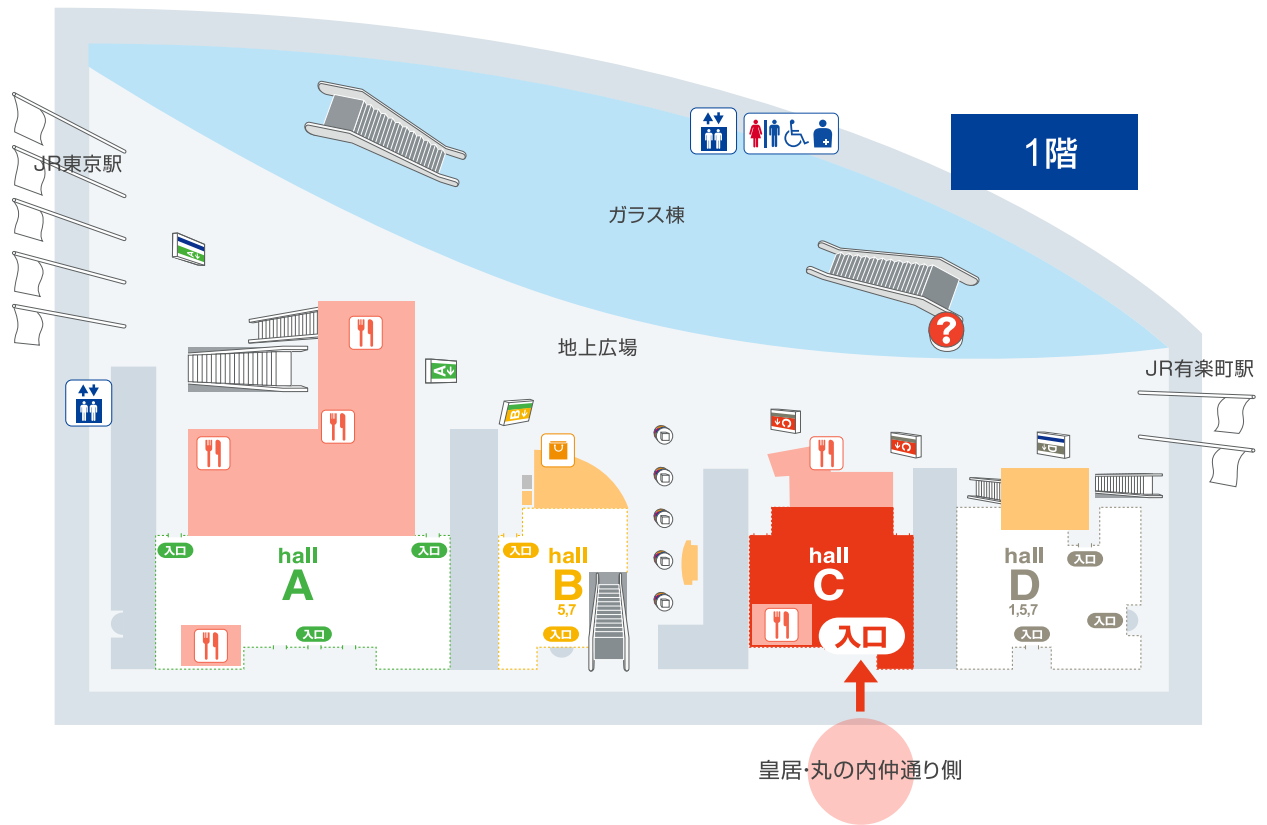 1階
JR東京駅
ガラス棟
A
?
地上広場
JR有楽町駅
A
B
C
C
D
入口
入口
hall
A
入口
入口
hall
B
5,7
入口
hall
C
入口
hall
D
1,5,7
入口
入口
入口
皇居・丸の内仲通り側